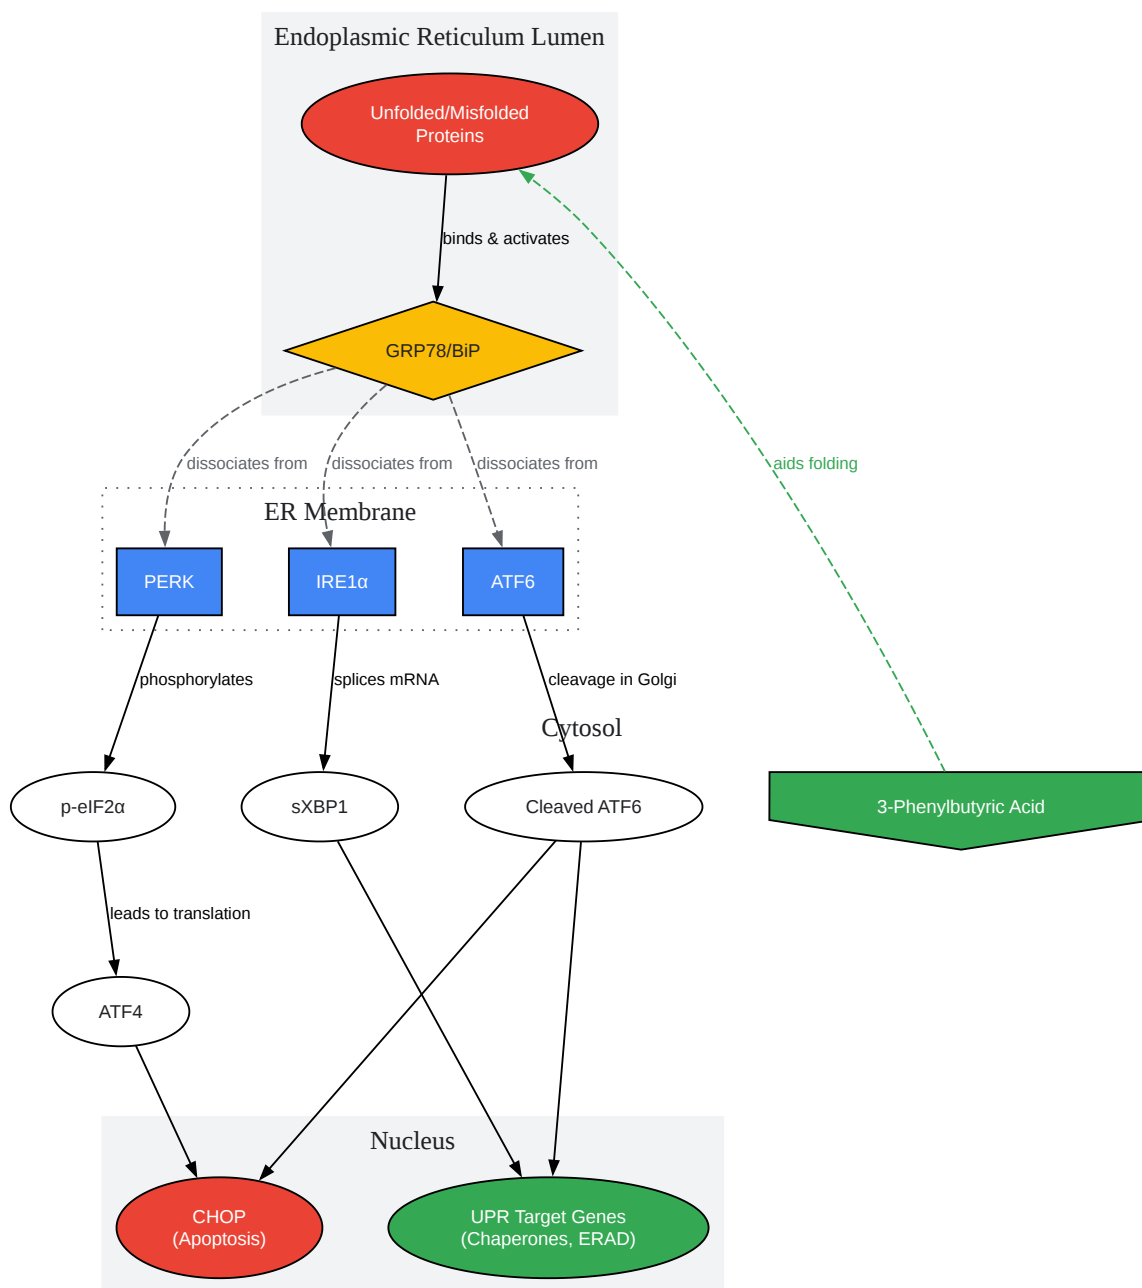 Endoplasmic Reticulum Lumen
Unfolded/Misfolded
Proteins
binds & activates
GRP78/BiP
dissociates from
dissociates from
dissociates from
aids folding
ER Membrane
PERK
IRE1α
ATF6
phosphorylates
splices mRNA
cleavage in Golgi
Cytosol
p-eIF2α
sXBP1
Cleaved ATF6
3-Phenylbutyric Acid
leads to translation
ATF4
Nucleus
CHOP
(Apoptosis)
UPR Target Genes
(Chaperones, ERAD)